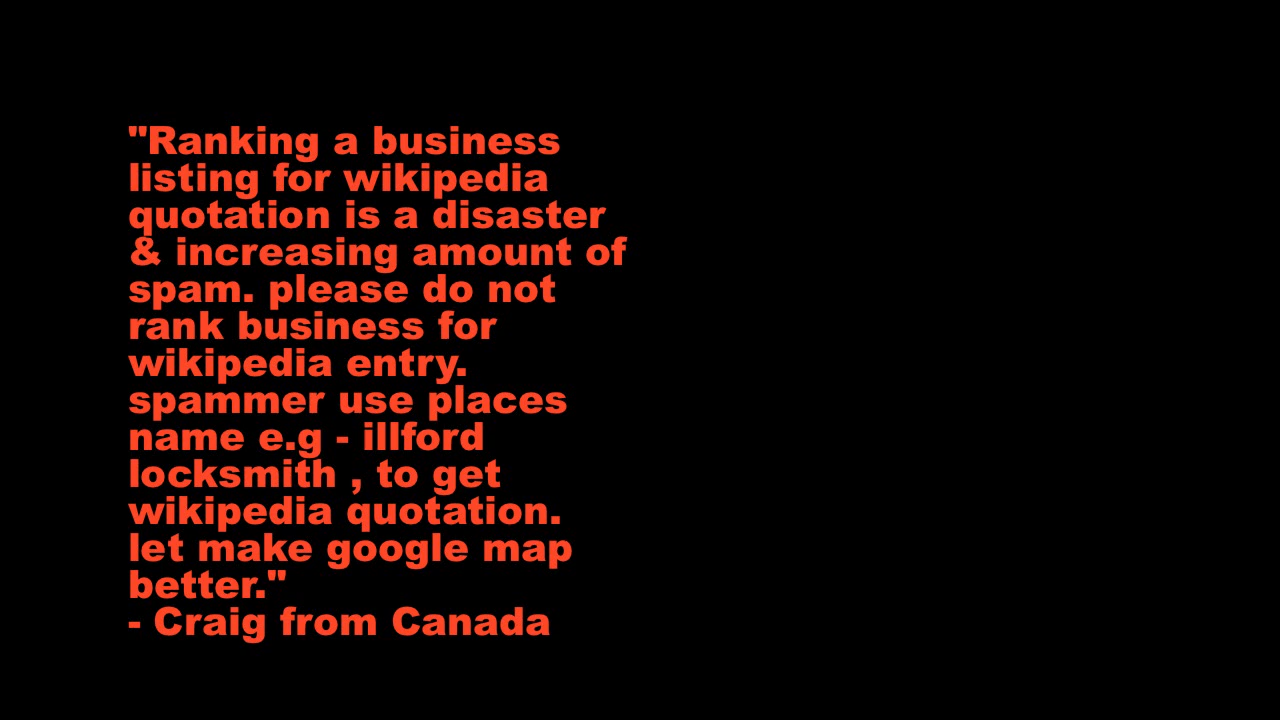 "Ranking a business
listing for wikipedia
quotation is a disaster
& increasing amount of
spam. please do not
rank business for
wikipedia entry.
spammer use places
name e.g - illford
locksmith , to get
wikipedia quotation.
let make google map
better."
- Craig from Canada